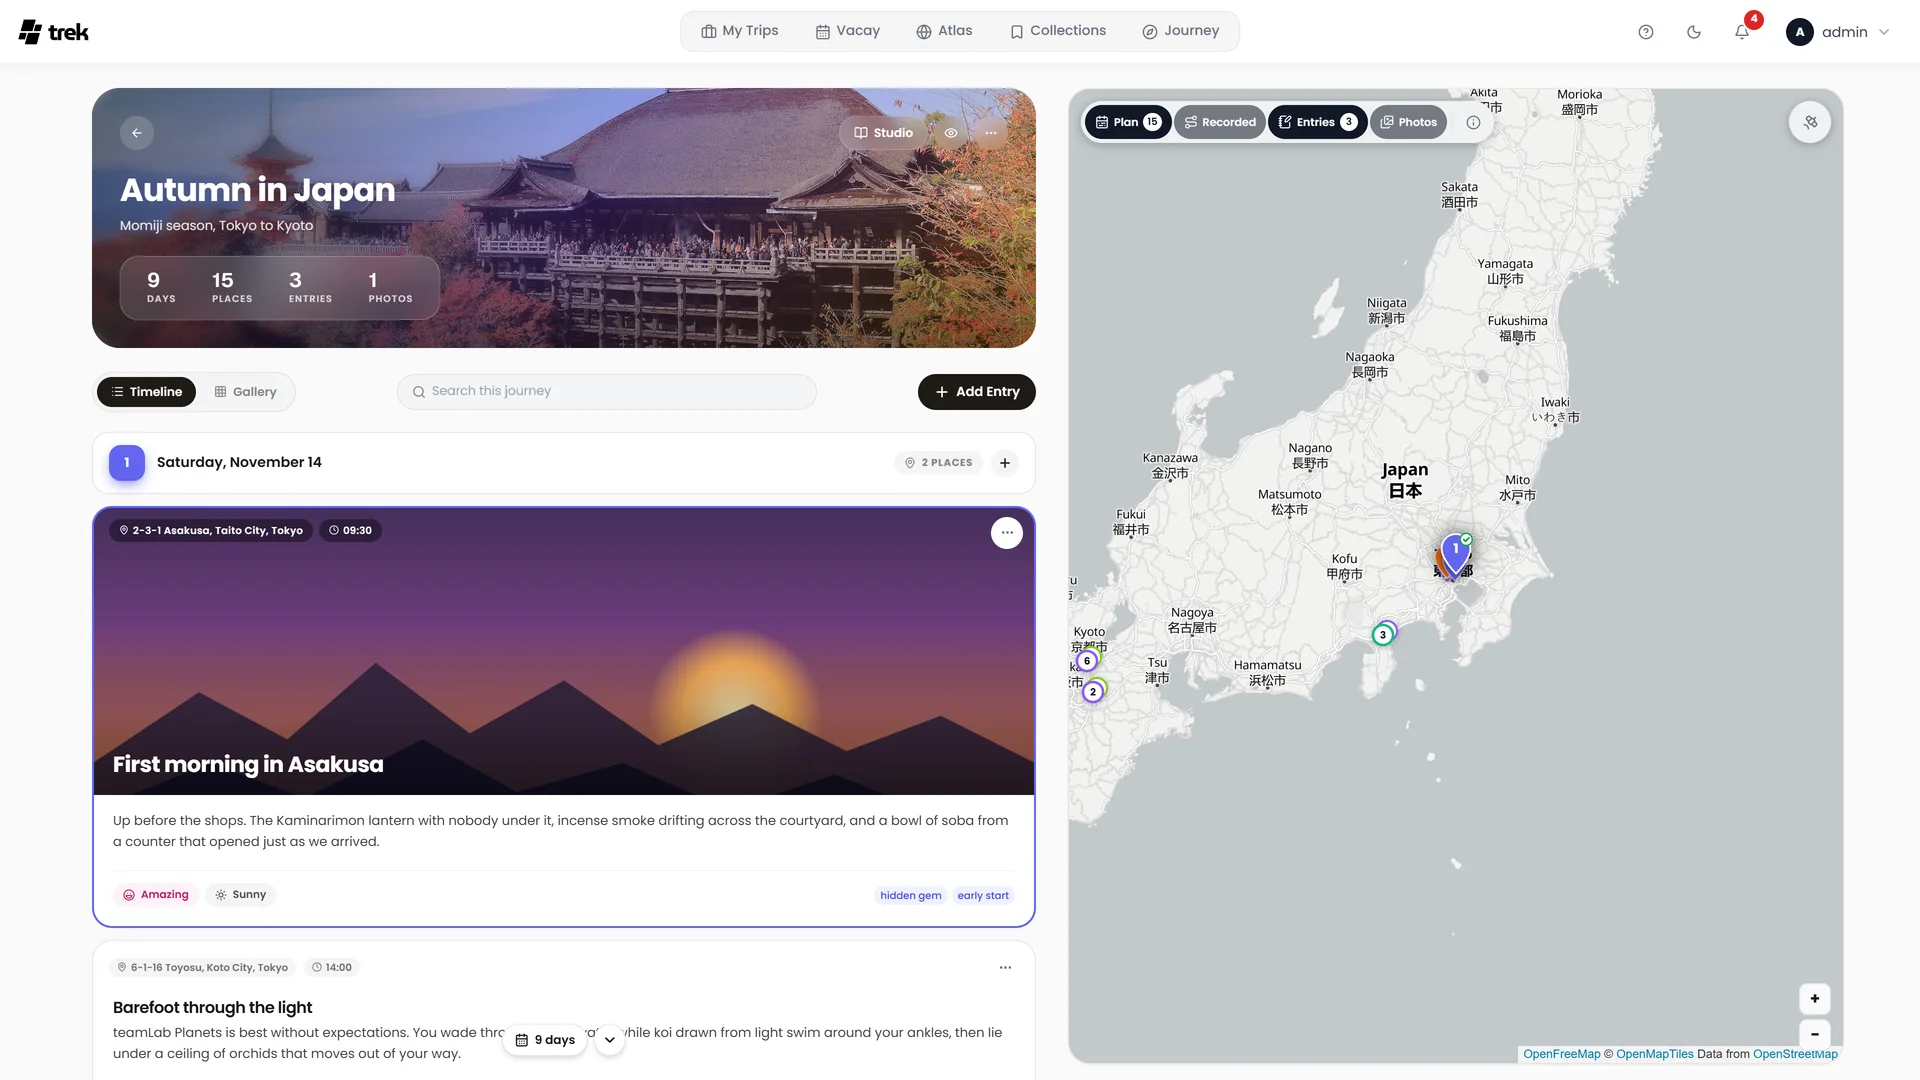 trek
My Trips
Vacay
Atlas
Collections
Journey
4
A
admin
Studio
Autumn in Japan
Momiji season, Tokyo to Kyoto
9 DAYS
15 PLACES
3 ENTRIES
1 PHOTOS
Timeline
Gallery
Search this journey
Add Entry
1
Saturday, November 14
2 PLACES
2-3-1 Asakusa, Taito City, Tokyo
09:30
First morning in Asakusa
Up before the shops. The Kaminarimon lantern with nobody under it, incense smoke drifting across the courtyard, and a bowl of soba from
a counter that opened just as we arrived.
Amazing
Sunny
hidden gem
early start
6-1-16 Toyosu, Koto City, Tokyo
14:00
Barefoot through the light
teamLab Planets is best without expectations. You wade
while koi drawn from light swim around your ankles, then lie
under a ceiling of orchids that moves out of your way.
9 days
Plan 15
Recorded
Entries 3
Photos
Akita
Morioka
盛岡市
Sakata
酒田市
Yamagata
山形市
Niigata
新潟市
Fukushima
福島市
Nagaoka
長岡市
Iwaki
いわき市
Nagano
長野市
Kanazawa
金沢市
Japan
日本
Mito
水戸市
Matsumoto
松本市
Fukui
福井市
1
Kofu
甲府市
Nagoya
名古屋市
3
Kyoto
京都市
6
Tsu
津市
Hamamatsu
浜松市
2
+
-
OpenFreeMap © OpenMapTiles Data from OpenStreetMap